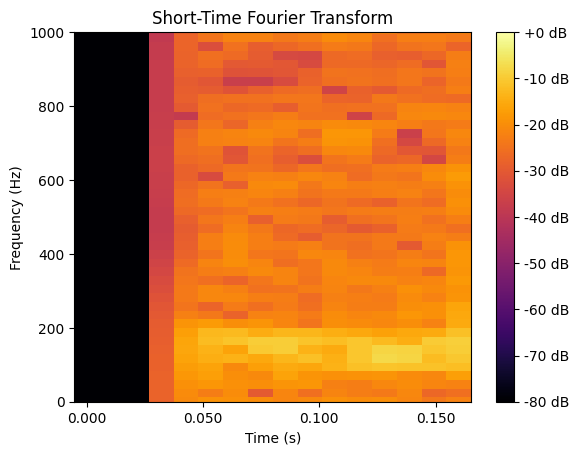 Short-Time Fourier Transform
1000
800
600
400
200
0
Frequency (Hz)
0.000
0.050
0.100
0.150
Time (s)
+0 dB
-10 dB
-20 dB
-30 dB
-40 dB
-50 dB
-60 dB
-70 dB
-80 dB